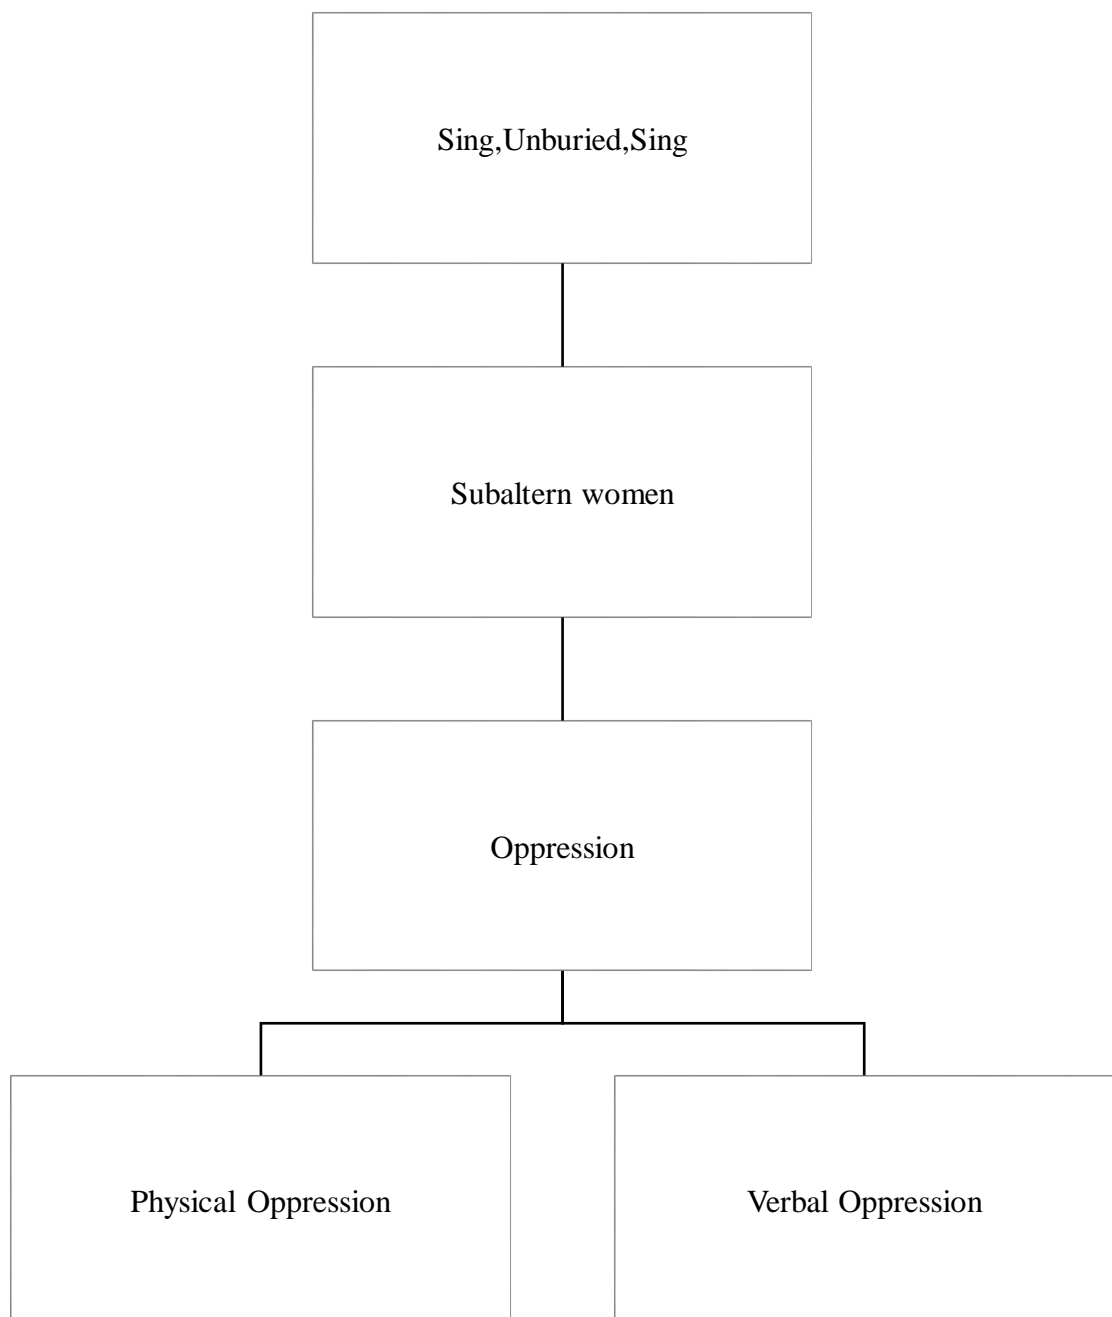 Sing,Unburied,Sing
Subaltern women
Oppression
Physical Oppression
Verbal Oppression